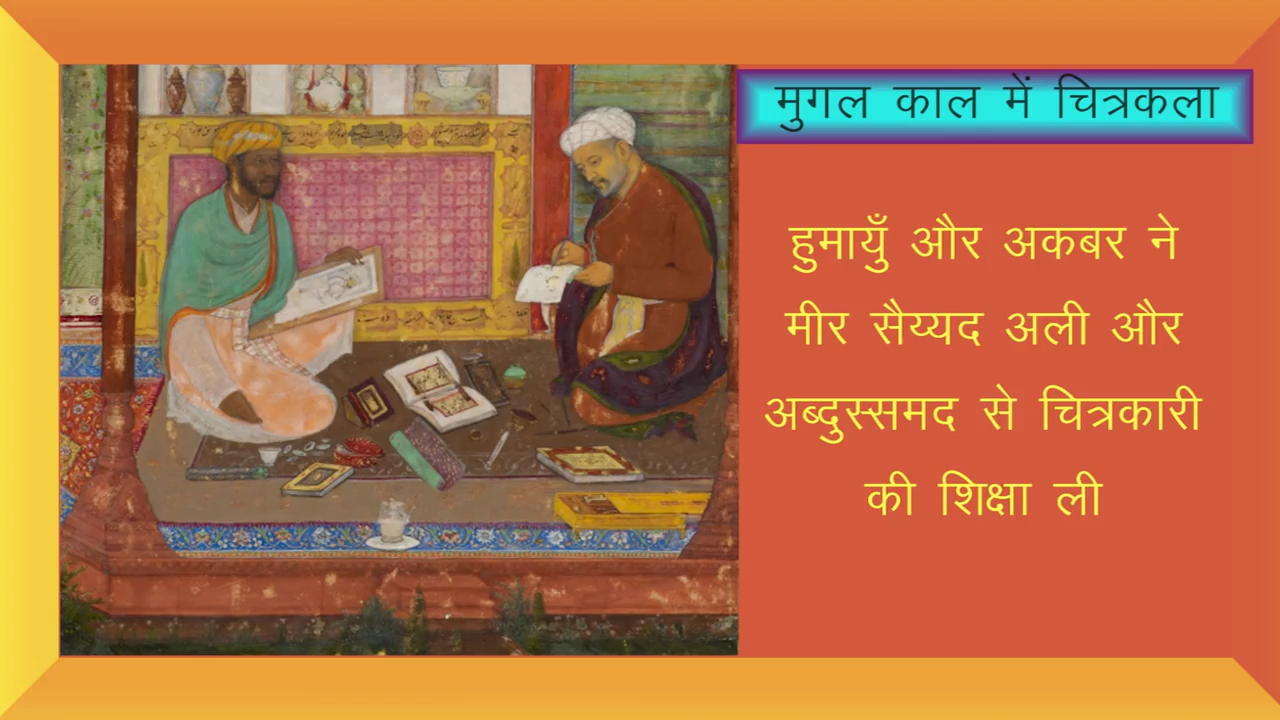 मुगल काल में चित्रकला
हुमायुँ और अकबर ने
मीर सैय्यद अली और
अब्दुस्समद से चित्रकारी
की शिक्षा ली